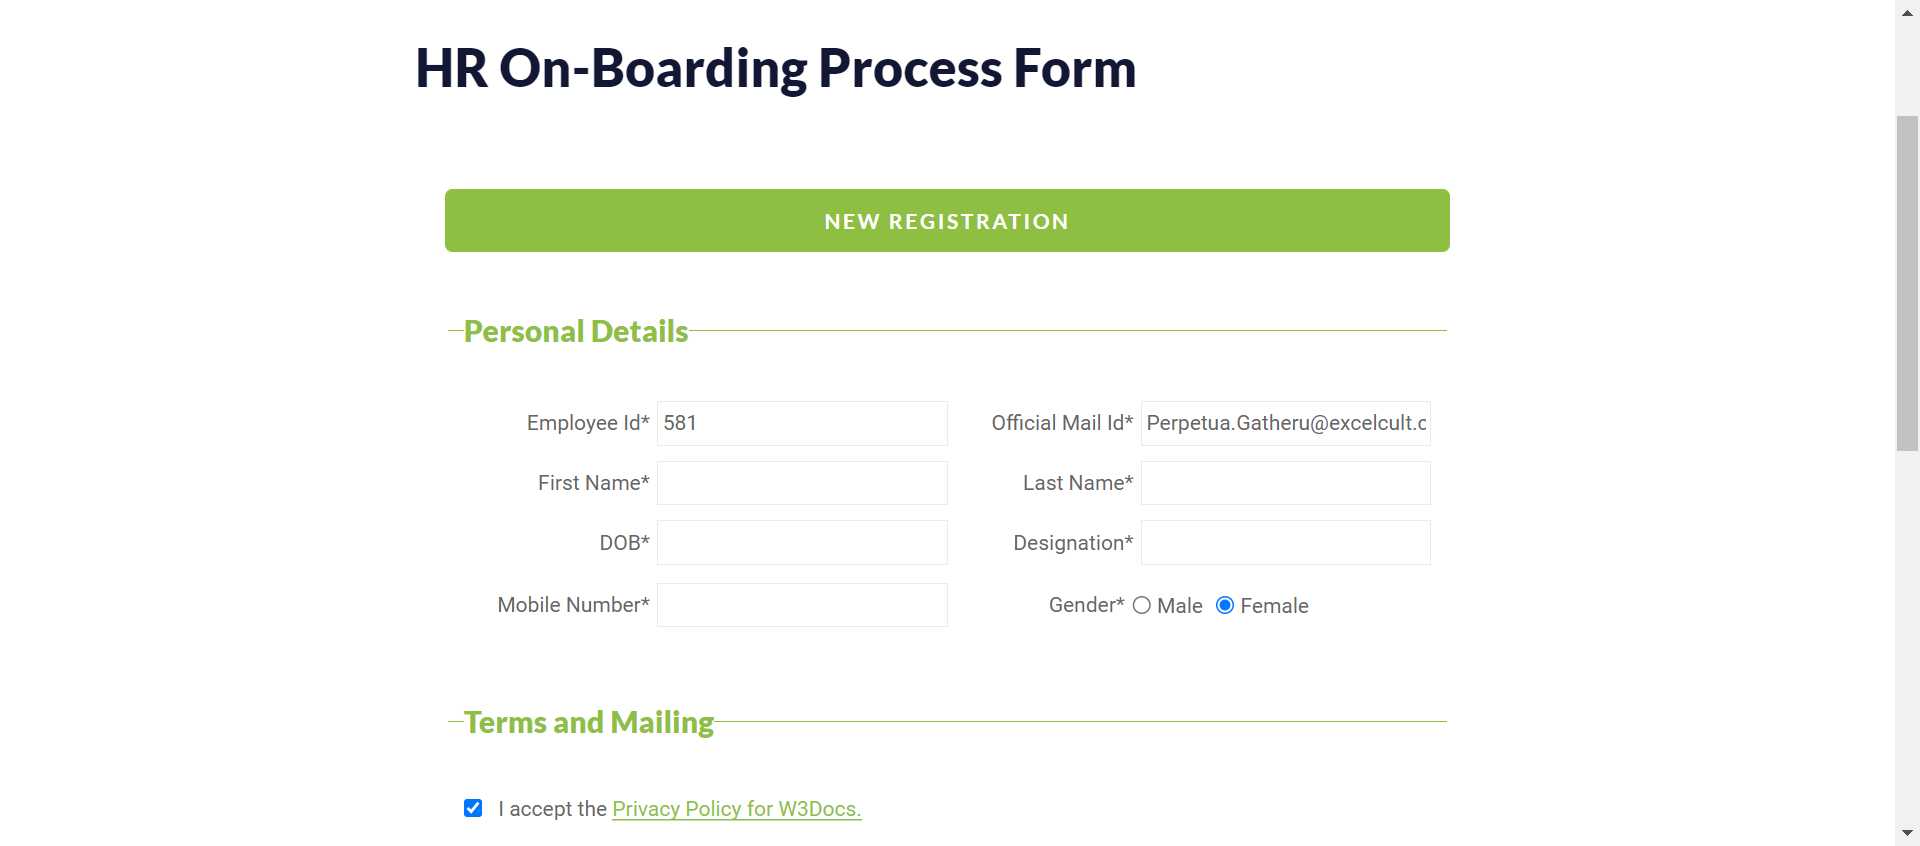 HR On-Boarding Process Form
NEW REGISTRATION
Personal Details
Employee Id* 581 Official Mail Id* Perpetua.Gatheru@excelcult.c
First Name* Last Name*
DOB* Designation*
Mobile Number* Gender* Male Female
Terms and Mailing
I accept the Privacy Policy for W3Docs.